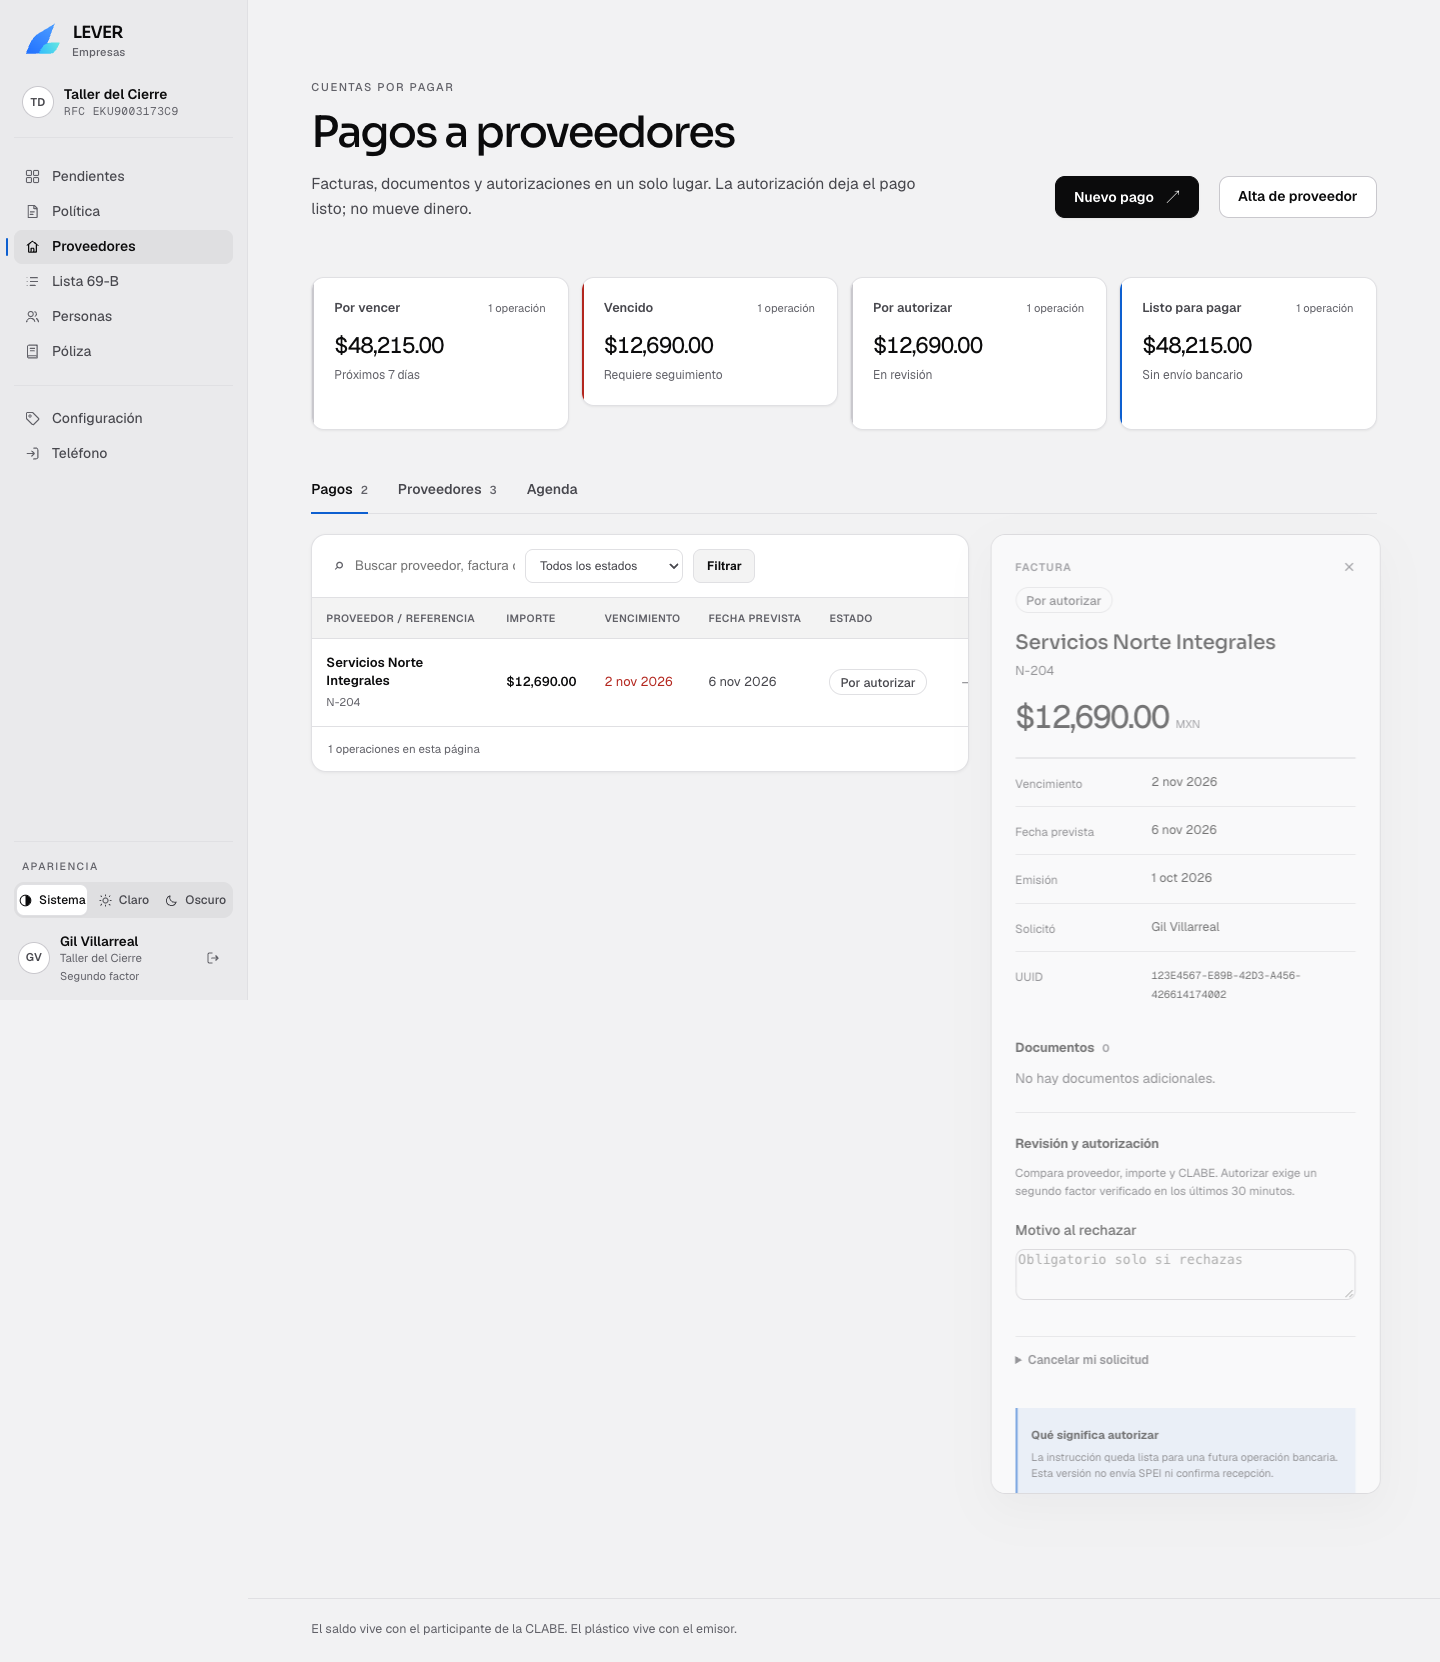 LEVER
Empresas
TD
Taller del Cierre
RFC EKU9003173C9
Pendientes
Política
Proveedores
Lista 69-B
Personas
Póliza
Configuración
Teléfono
APARIENCIA
Sistema Claro Oscuro
GV
Gil Villarreal
Taller del Cierre
Segundo factor
CUENTAS POR PAGAR
Pagos a proveedores
Facturas, documentos y autorizaciones en un solo lugar. La autorización deja el pago
listo; no mueve dinero.
Nuevo pago
Alta de proveedor
Por vencer 1 operación
$48,215.00
Próximos 7 días
Vencido 1 operación
$12,690.00
Requiere seguimiento
Por autorizar 1 operación
$12,690.00
En revisión
Listo para pagar 1 operación
$48,215.00
Sin envío bancario
Pagos 2 Proveedores 3 Agenda
Buscar proveedor, factura Todos los estados Filtrar
PROVEEDOR / REFERENCIA IMPORTE VENCIMIENTO FECHA PREVISTA ESTADO
Servicios Norte
Integrales
N-204
$12,690.00 2 nov 2026 6 nov 2026 Por autorizar
1 operaciones en esta página
FACTURA
Por autorizar
Servicios Norte Integrales
N-204
$12,690.00 MXN
Vencimiento 2 nov 2026
Fecha prevista 6 nov 2026
Emisión 1 oct 2026
Solicitó Gil Villarreal
UUID 123E4567-E89B-42D3-A456-
426614174002
Documentos 0
No hay documentos adicionales.
Revisión y autorización
Compara proveedor, importe y CLABE. Autorizar exige un
segundo factor verificado en los últimos 30 minutos.
Motivo al rechazar
Obligatorio solo si rechazas
Cancelar mi solicitud
Qué significa autorizar
La instrucción queda lista para una futura operación bancaria.
Esta versión no envía SPEI ni confirma recepción.
El saldo vive con el participante de la CLABE. El plástico vive con el emisor.